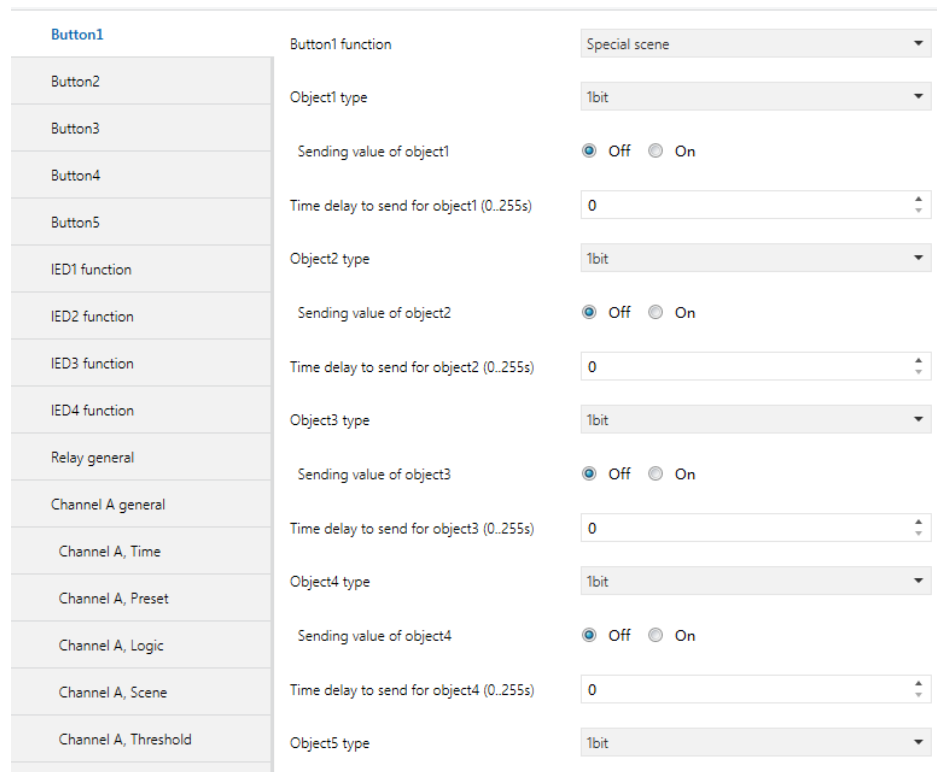 Button1
Button2
Button3
Button4
Button5
IED1 function
IED2 function
IED3 function
IED4 function
Relay general
Channel A general
Channel A, Time
Channel A, Preset
Channel A, Logic
Channel A, Scene
Channel A, Threshold
Button1 function Special scene
Object1 type 1bit
Sending value of object1 Off On
Time delay to send for object1 (0..255s) 0
Object2 type 1bit
Sending value of object2 Off On
Time delay to send for object2 (0..255s) 0
Object3 type 1bit
Sending value of object3 Off On
Time delay to send for object3 (0..255s) 0
Object4 type 1bit
Sending value of object4 Off On
Time delay to send for object4 (0..255s) 0
Object5 type 1bit